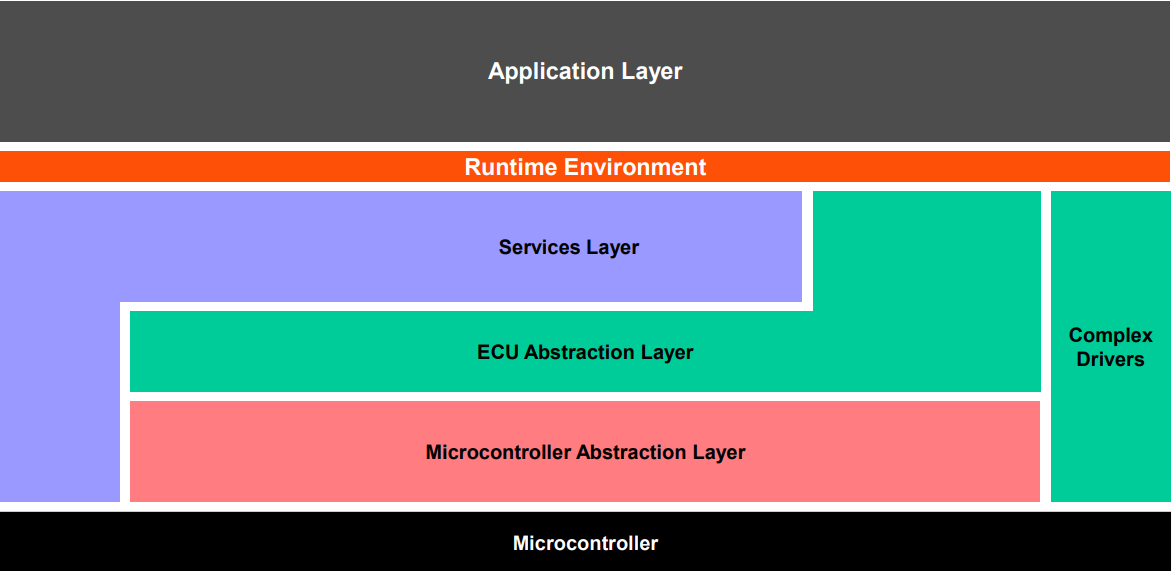 Application Layer
Runtime Environment
Services Layer
ECU Abstraction Layer
Complex
Drivers
Microcontroller Abstraction Layer
Microcontroller